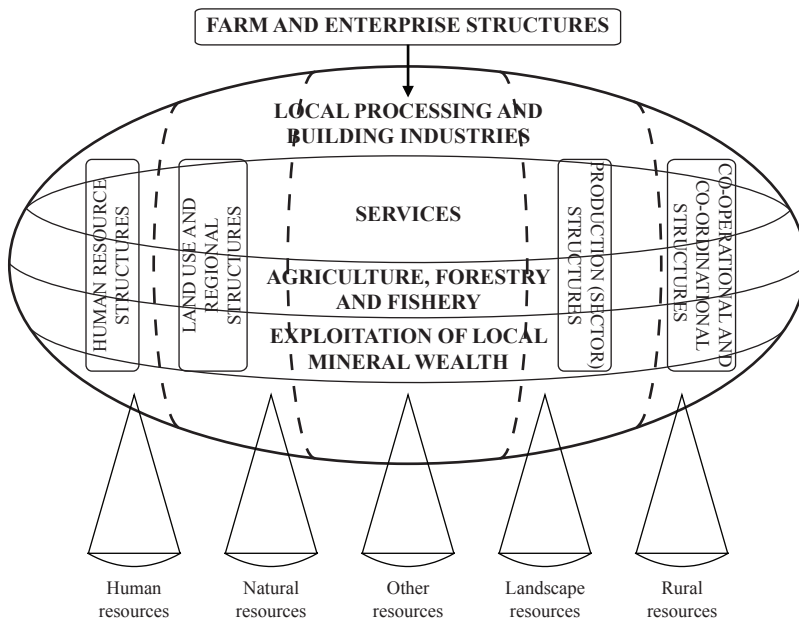 FARM AND ENTERPRISE STRUCTURES
LOCAL PROCESSING AND
BUILDING INDUSTRIES
HUMAN RESOURCE
STRUCTURES
LAND USE AND
REGIONAL
STRUCTURES
SERVICES
PRODUCTION (SECTOR)
STRUCTURES
CO-OPERATIONAL AND
CO-ORDINATIONAL
STRUCTURES
AGRICULTURE, FORESTRY
AND FISHERY
EXPLOITATION OF LOCAL
MINERAL WEALTH
Human
resources
Natural
resources
Other
resources
Landscape
resources
Rural
resources